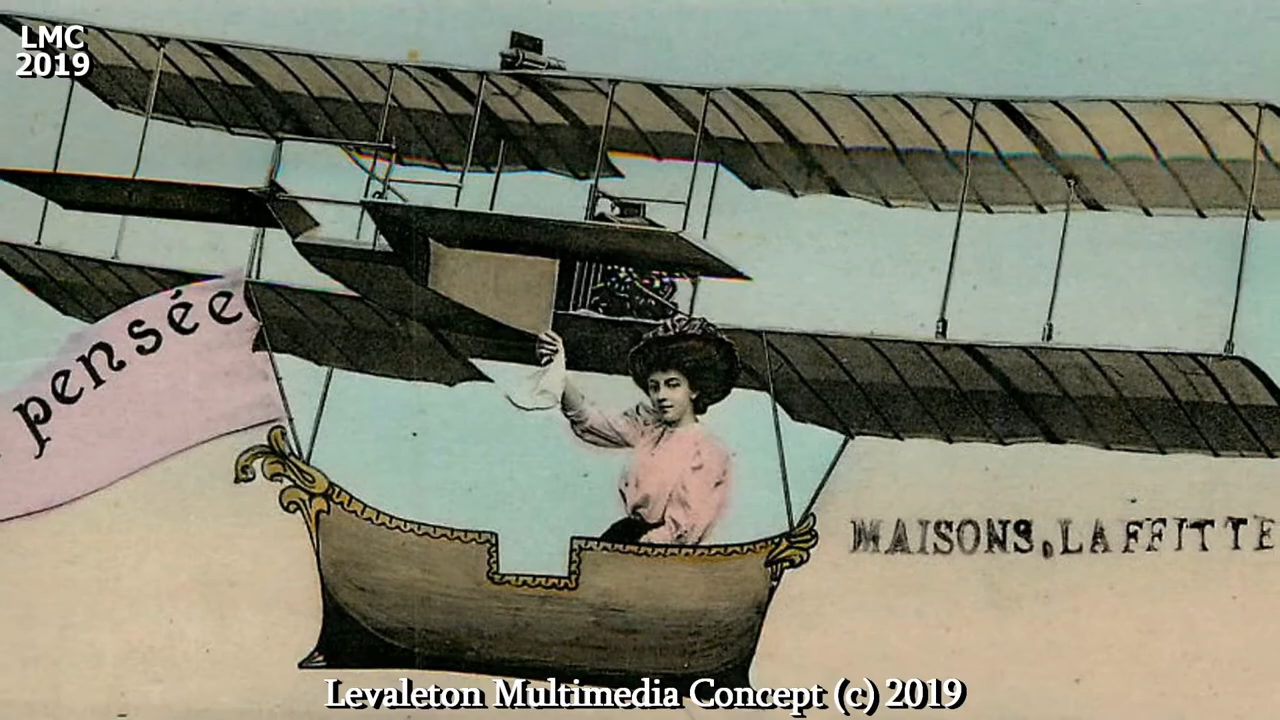 LMC
2019
pensée
MAISONS,LAFFITTE
Levaleton Multimedia Concept (c) 2019